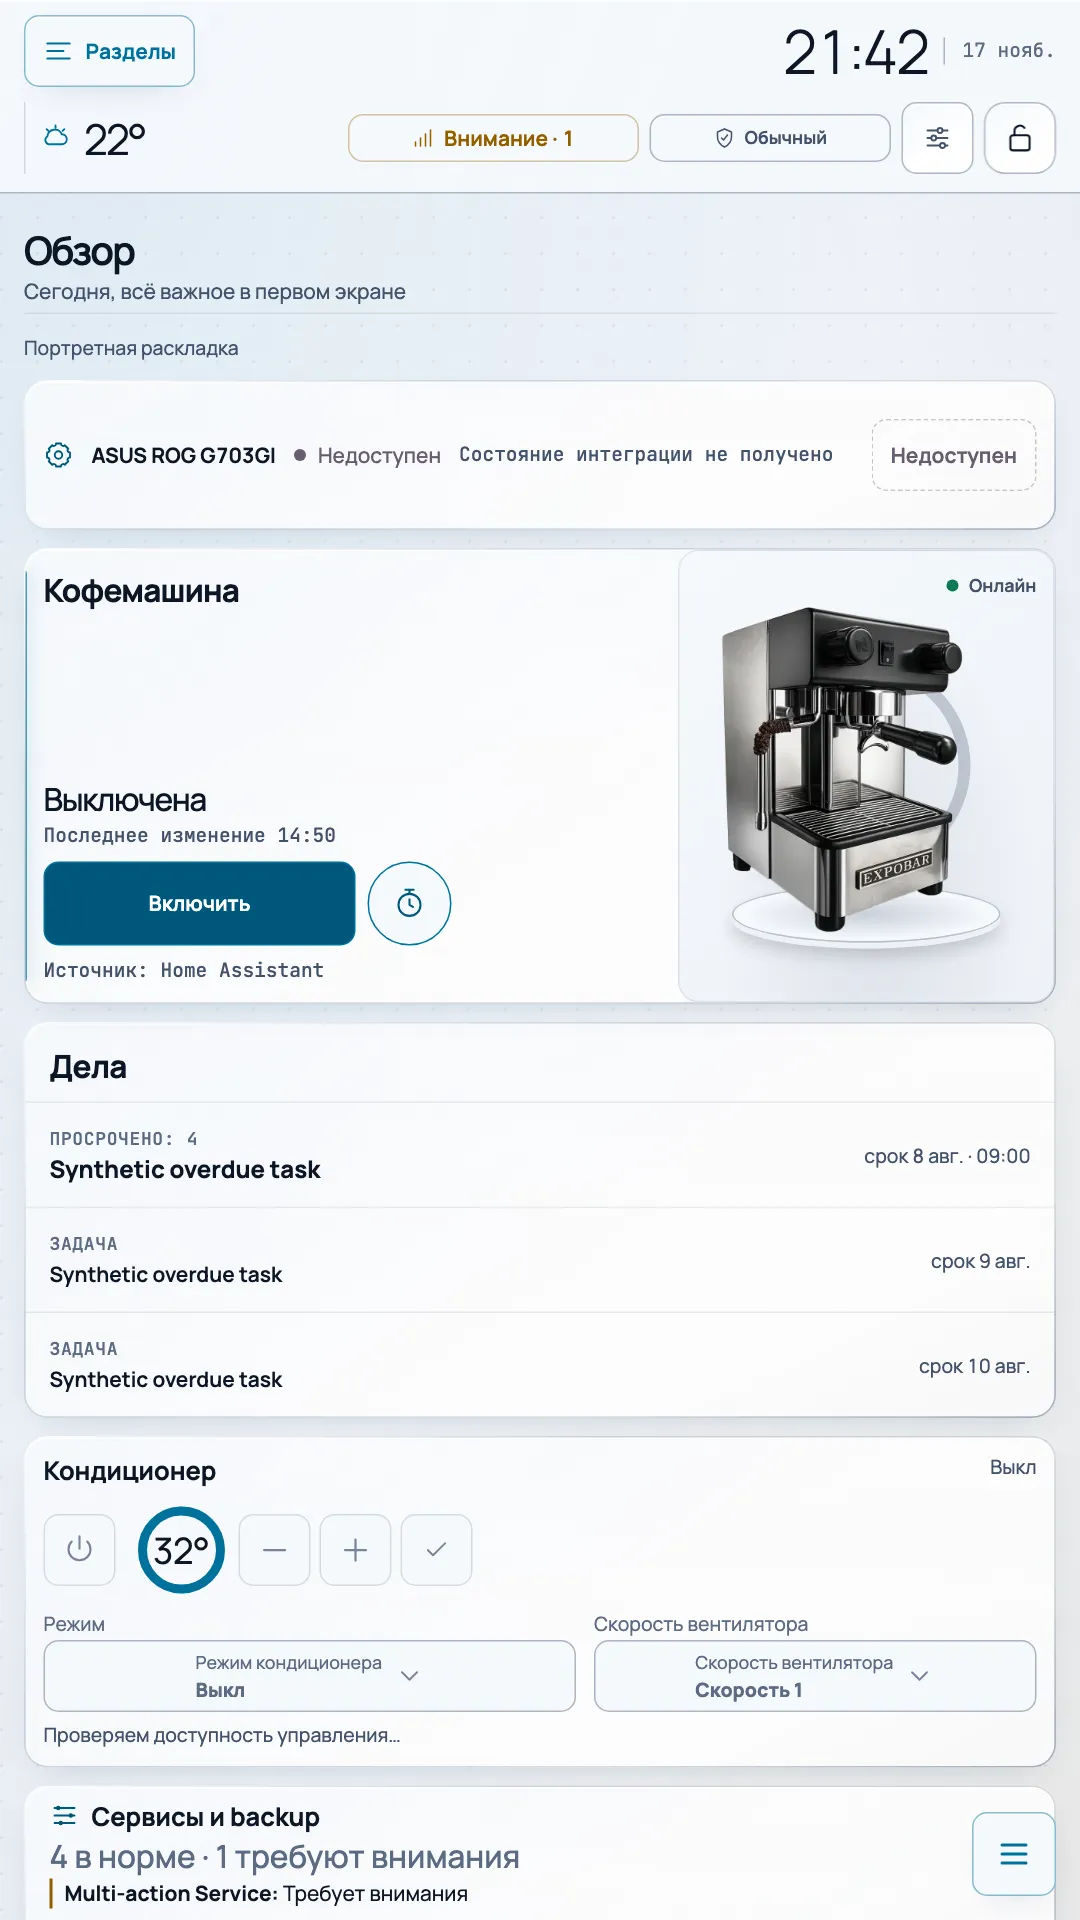 Разделы
21:42
17 нояб.
22°
Внимание · 1
Обычный
Обзор
Сегодня, всё важное в первом экране
Портретная раскладка
ASUS ROG G703GI
Недоступен
Состояние интеграции не получено
Недоступен
Кофемашина
Онлайн
EXPOBAR
Выключена
Последнее изменение 14:50
Включить
Источник: Home Assistant
Дела
ПРОСРОЧЕНО: 4
Synthetic overdue task
срок 8 авг. · 09:00
ЗАДАЧА
Synthetic overdue task
срок 9 авг.
ЗАДАЧА
Synthetic overdue task
срок 10 авг.
Кондиционер
Выкл
32°
Режим
Режим кондиционера
Выкл
Скорость вентилятора
Скорость вентилятора
Скорость 1
Проверяем доступность управления…
Сервисы и backup
4 в норме · 1 требуют внимания
Multi-action Service: Требует внимания